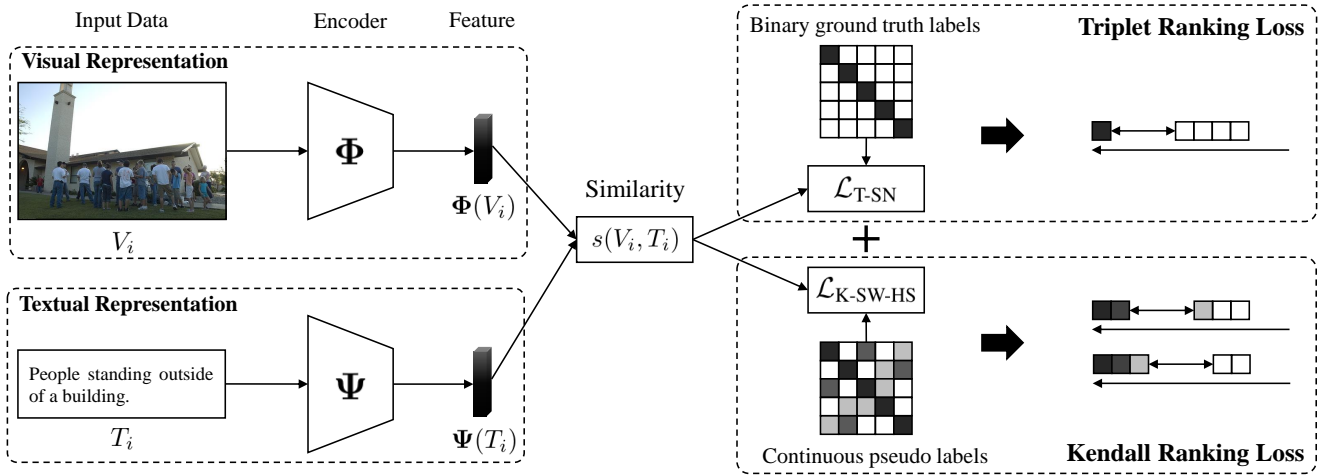 Input Data
Encoder
Feature
Visual Representation
Φ
Φ(V_i)
V_i
Textual Representation
People standing outside
of a building.
Ψ
Ψ(T_i)
T_i
Similarity
s(V_i, T_i)
Binary ground truth labels
Triplet Ranking Loss
ℒ_T-SN
+
ℒ_K-SW-HS
Continuous pseudo labels
Kendall Ranking Loss